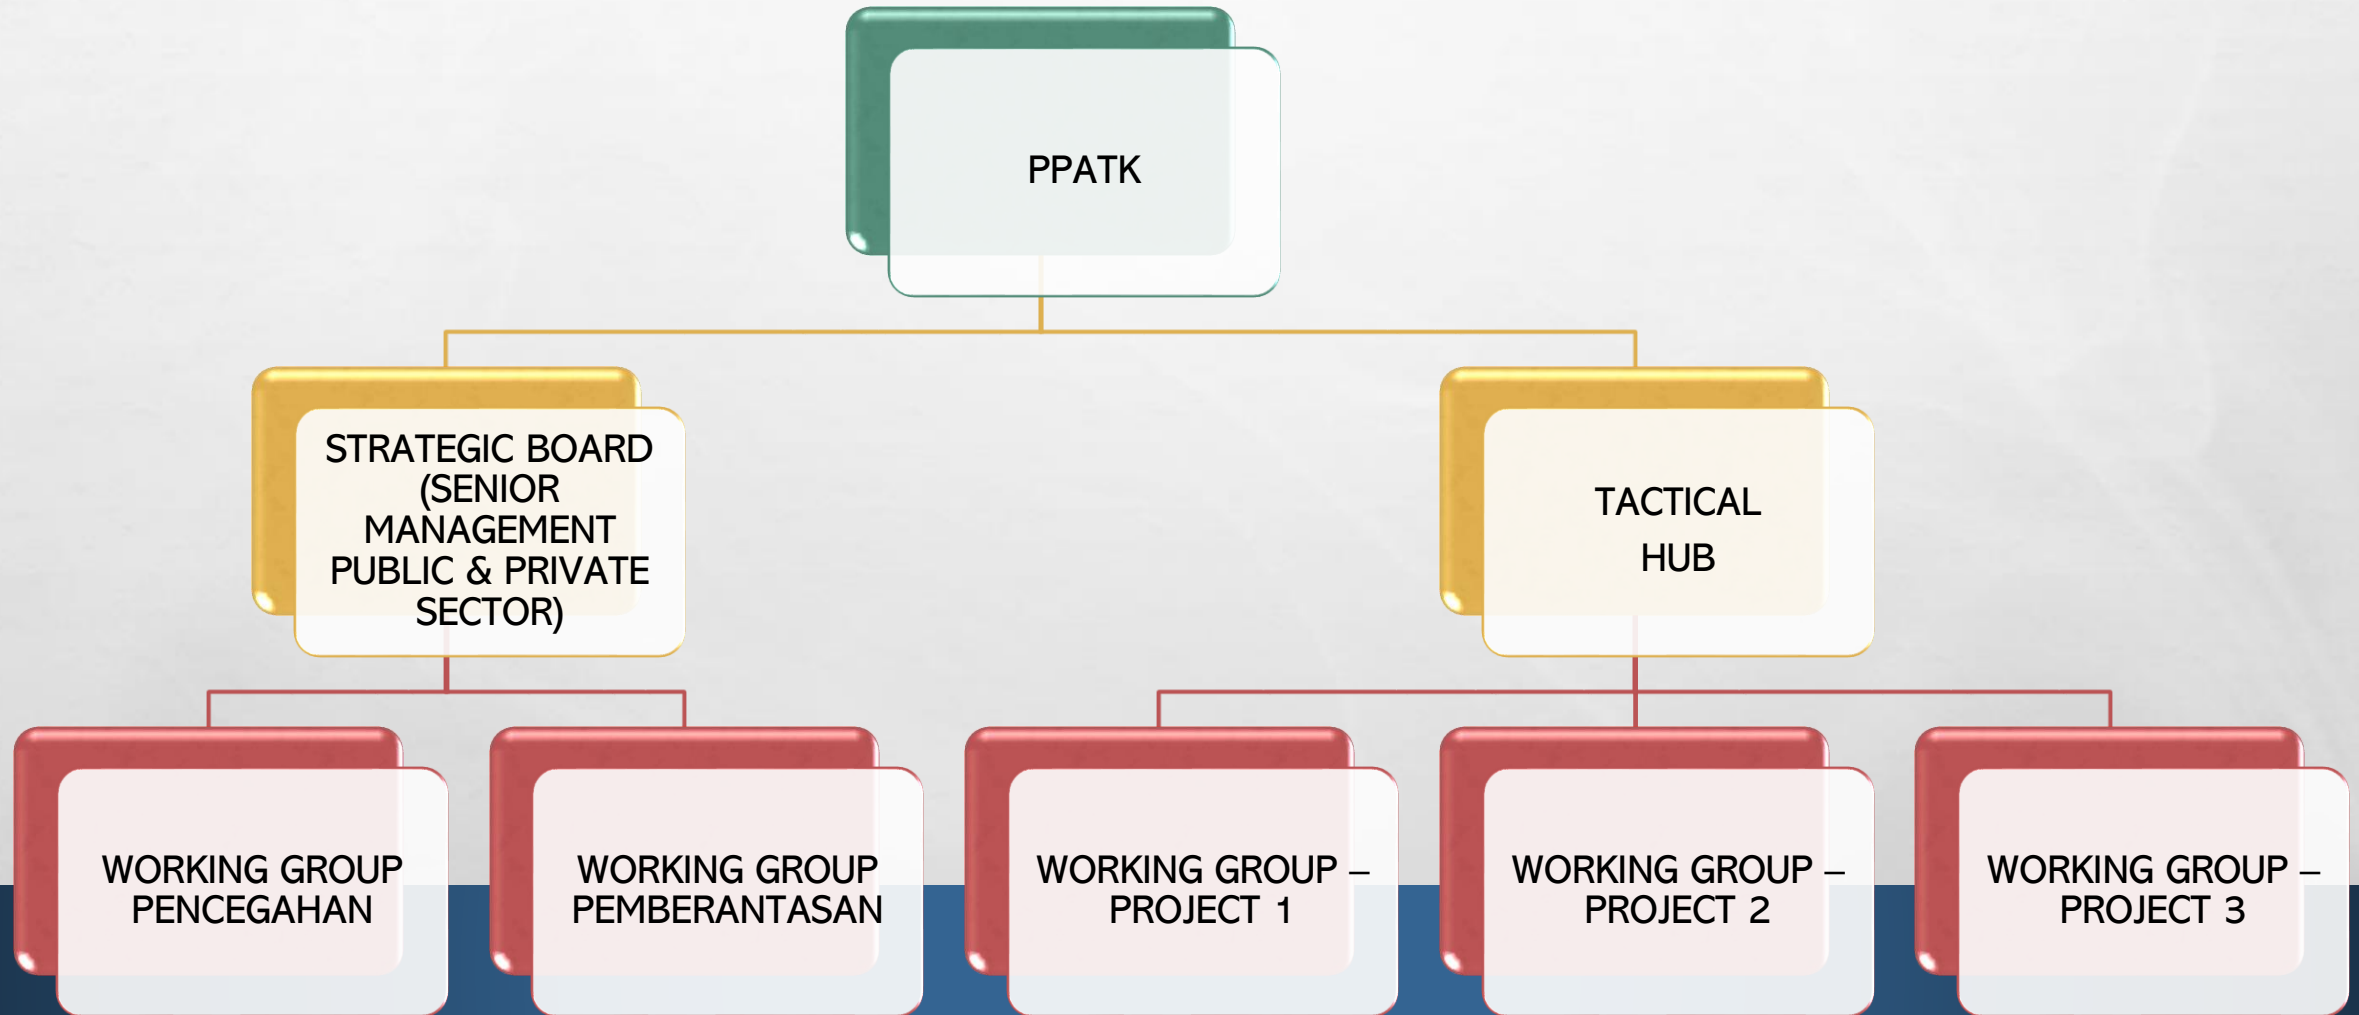 PPATK
STRATEGIC BOARD
(SENIOR
MANAGEMENT
PUBLIC & PRIVATE
SECTOR)
TACTICAL
HUB
WORKING GROUP
PENCEGAHAN
WORKING GROUP
PEMBERANTASAN
WORKING GROUP –
PROJECT 1
WORKING GROUP –
PROJECT 2
WORKING GROUP –
PROJECT 3